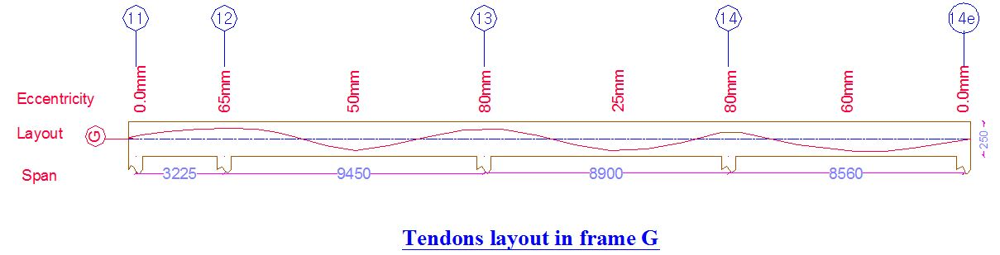 11 12 13 14 14e
Eccentricity 0.0mm 65mm 50mm 80mm 25mm 80mm 60mm 0.0mm
Layout G 250
Span 3225 9450 8900 8560
Tendons layout in frame G